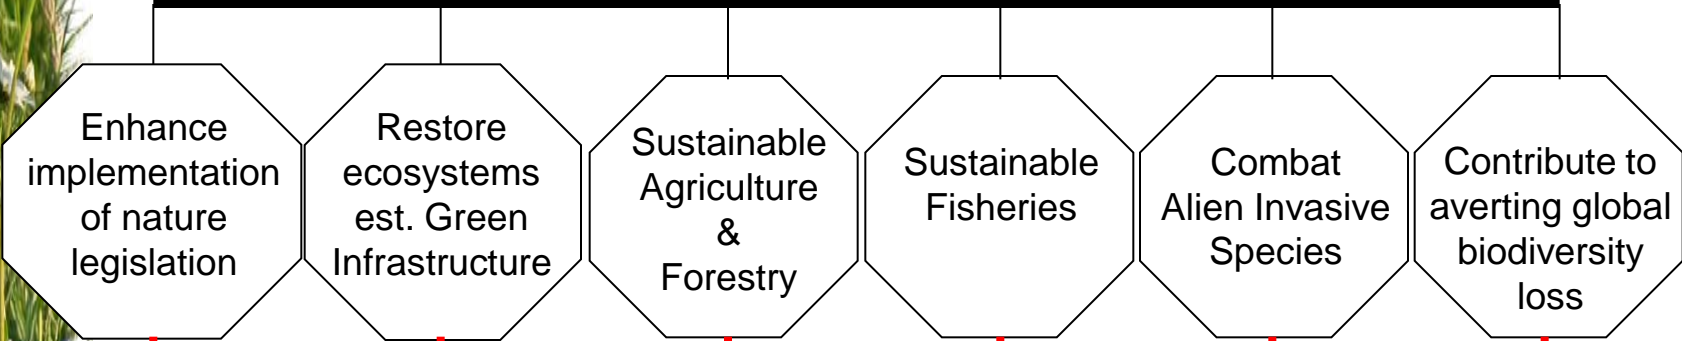 Enhance
implementation
of nature
legislation
Restore
ecosystems
est. Green
Infrastructure
Sustainable
Agriculture
&
Forestry
Sustainable
Fisheries
Combat
Alien Invasive
Species
Contribute to
averting global
biodiversity
loss